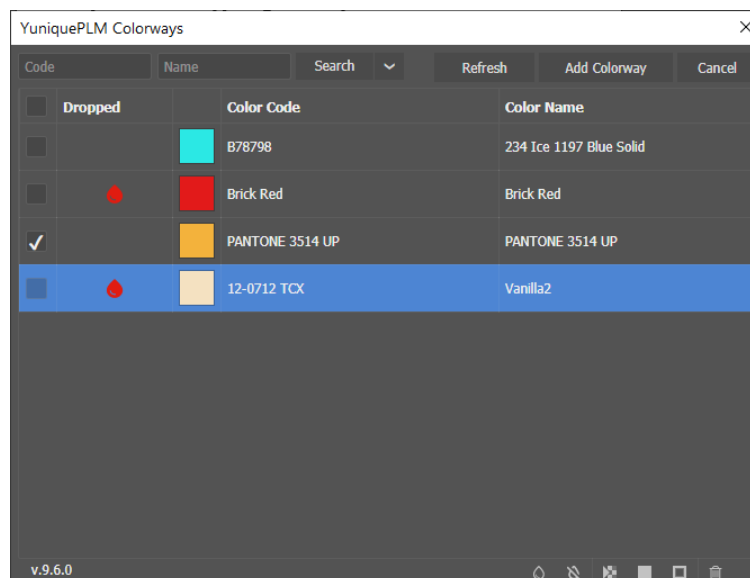 YuniquePLM Colorways
Code Name Search Refresh Add Colorway Cancel
Dropped Color Code Color Name
B78798 234 Ice 1197 Blue Solid
Brick Red Brick Red
PANTONE 3514 UP PANTONE 3514 UP
12-0712 TCX Vanilla2
v.9.6.0